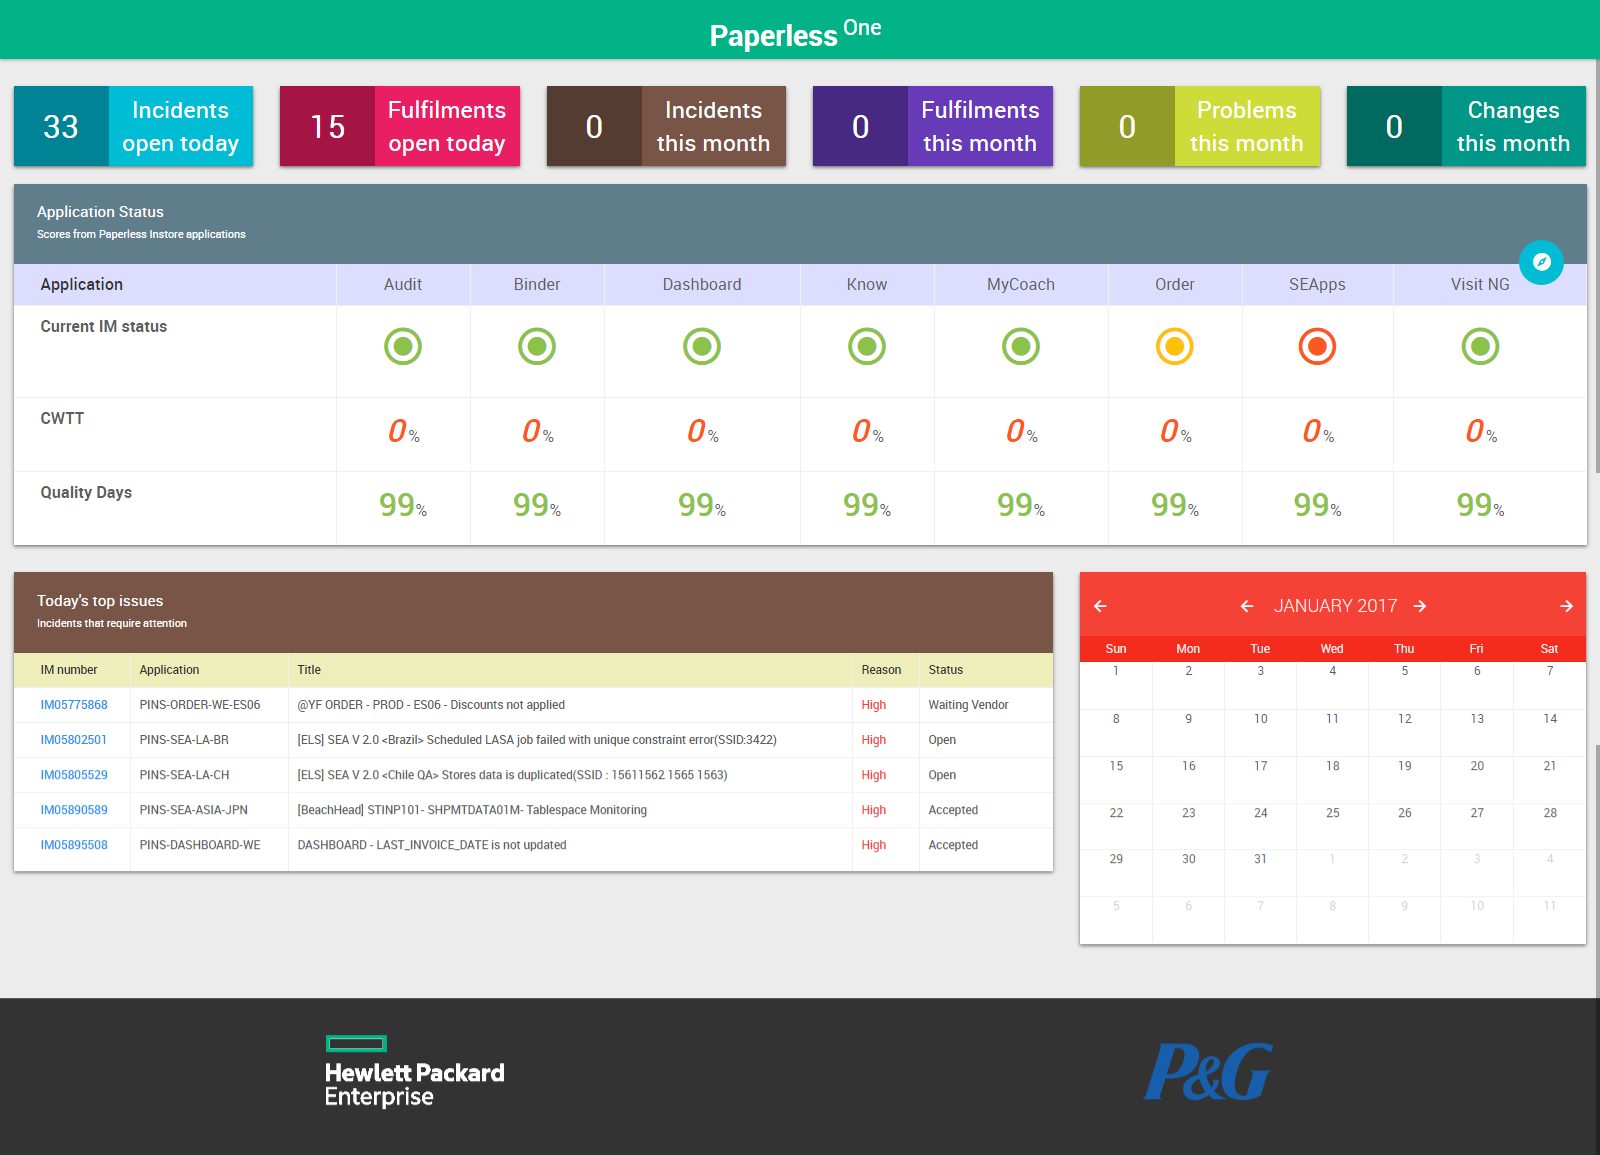 Paperless One
33 Incidents open today
15 Fulfilments open today
0 Incidents this month
0 Fulfilments this month
0 Problems this month
0 Changes this month
Application Status
Scores from Paperless Instore applications
Application Audit Binder Dashboard Know MyCoach Order SEApps Visit NG
Current IM status
CWTT 0% 0% 0% 0% 0% 0% 0% 0%
Quality Days 99% 99% 99% 99% 99% 99% 99% 99%
Today's top issues
Incidents that require attention
IM number Application Title Reason Status
IM05775868 PINS-ORDER-WE-ES06 @YF ORDER - PROD - ES06 - Discounts not applied High Waiting Vendor
IM05802501 PINS-SEA-LA-BR [ELS] SEA V 2.0 <Brazil> Scheduled LASA job failed with unique constraint error(SSID:3422) High Open
IM05805529 PINS-SEA-LA-CH [ELS] SEA V 2.0 <Chile QA> Stores data is duplicated(SSID : 15611562 1565 1563) High Open
IM05890589 PINS-SEA-ASIA-JPN [BeachHead] STINP101- SHPMTDATA01M- Tablespace Monitoring High Accepted
IM05895508 PINS-DASHBOARD-WE DASHBOARD - LAST_INVOICE_DATE is not updated High Accepted
JANUARY 2017
Sun Mon Tue Wed Thu Fri Sat
1 2 3 4 5 6 7
8 9 10 11 12 13 14
15 16 17 18 19 20 21
22 23 24 25 26 27 28
29 30 31 1 2 3 4
5 6 7 8 9 10 11
Hewlett Packard
Enterprise
P&G